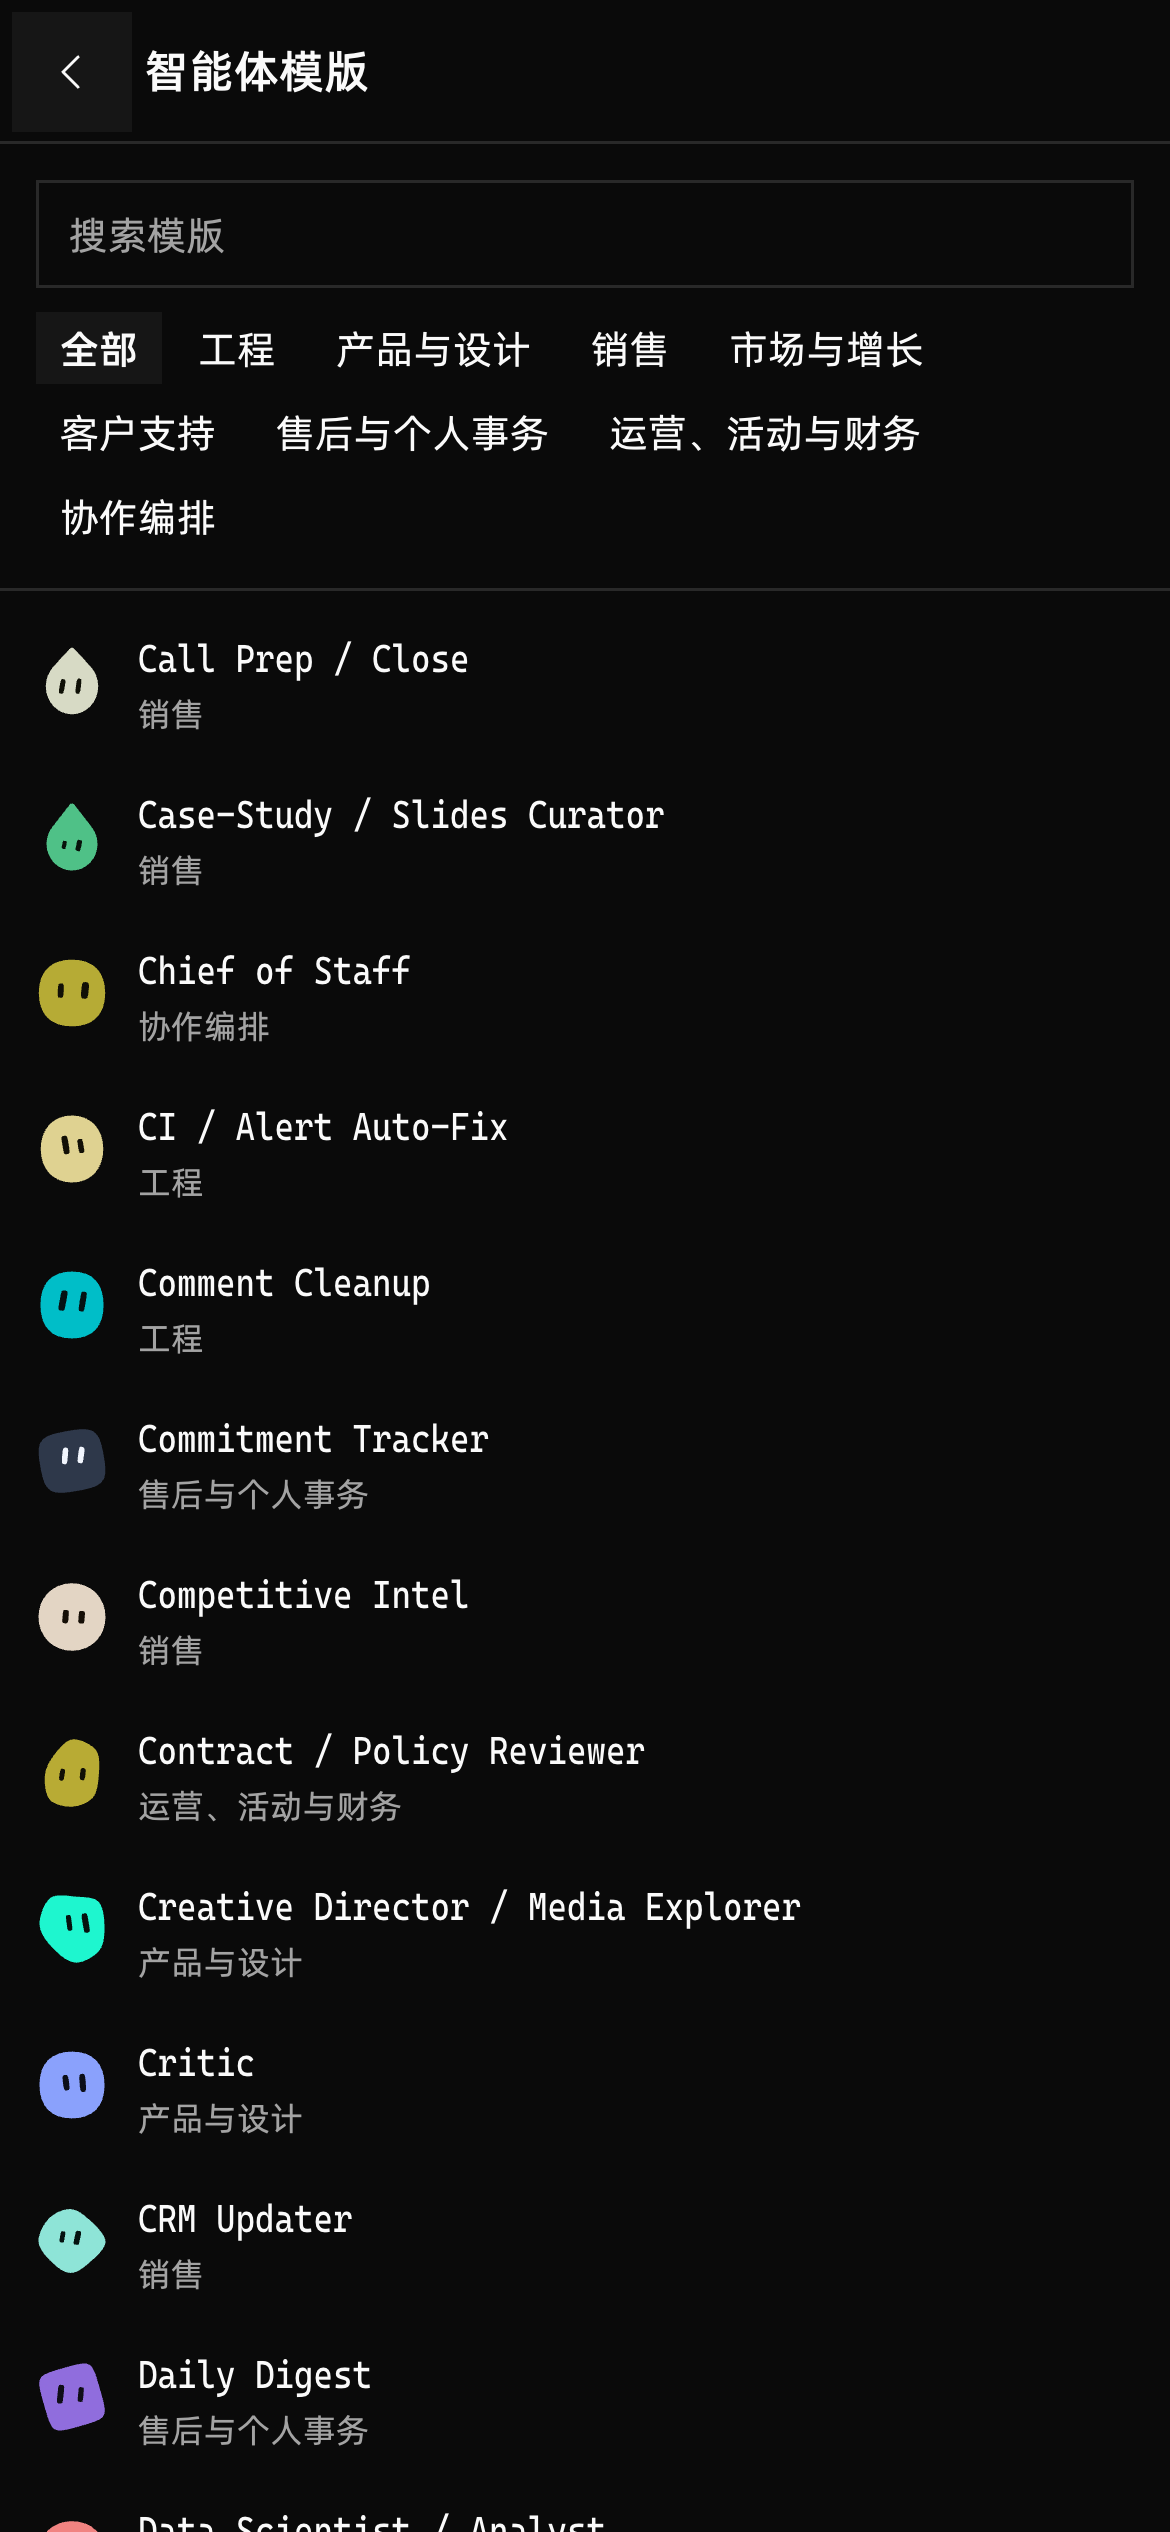 智能体模版
搜索模版
全部 工程 产品与设计 销售 市场与增长
客户支持 售后与个人事务 运营、活动与财务
协作编排
Call Prep / Close
销售
Case-Study / Slides Curator
销售
Chief of Staff
协作编排
CI / Alert Auto-Fix
工程
Comment Cleanup
工程
Commitment Tracker
售后与个人事务
Competitive Intel
销售
Contract / Policy Reviewer
运营、活动与财务
Creative Director / Media Explorer
产品与设计
Critic
产品与设计
CRM Updater
销售
Daily Digest
售后与个人事务
Data Scientist / Analyst